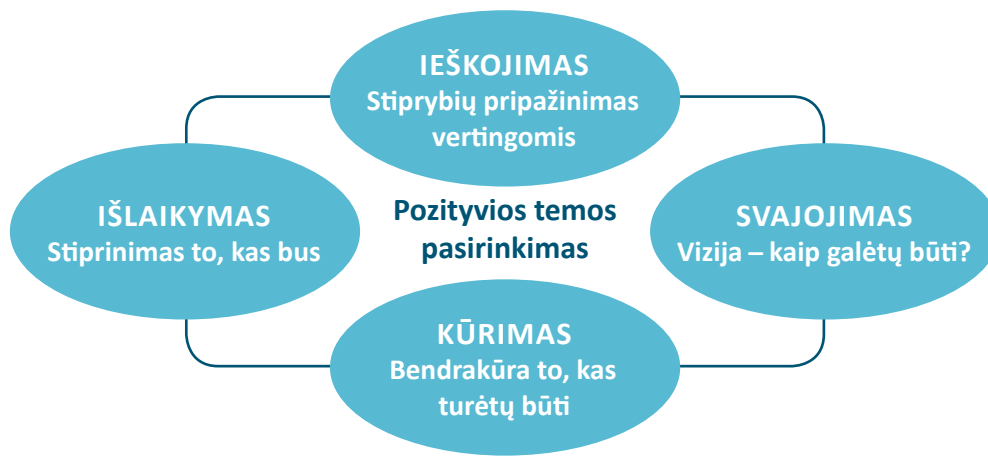 IEŠKOJIMAS
Stiprybių pripažinimas
vertingomis
IŠLAIKYMAS
Stiprinimas to, kas bus
Pozityvios temos
pasirinkimas
SVAJOJIMAS
Vizija – kaip galėtų būti?
KŪRIMAS
Bendrakūra to, kas
turėtų būti